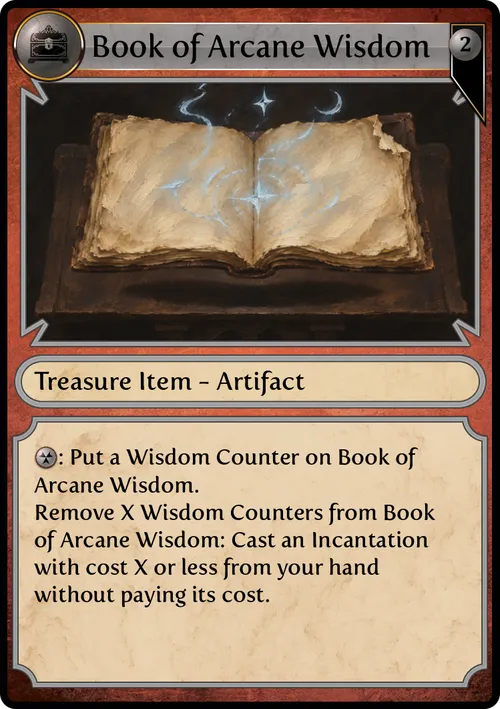 Book of Arcane Wisdom
2
Treasure Item – Artifact
: Put a Wisdom Counter on Book of
Arcane Wisdom.
Remove X Wisdom Counters from Book
of Arcane Wisdom: Cast an Incantation
with cost X or less from your hand
without paying its cost.